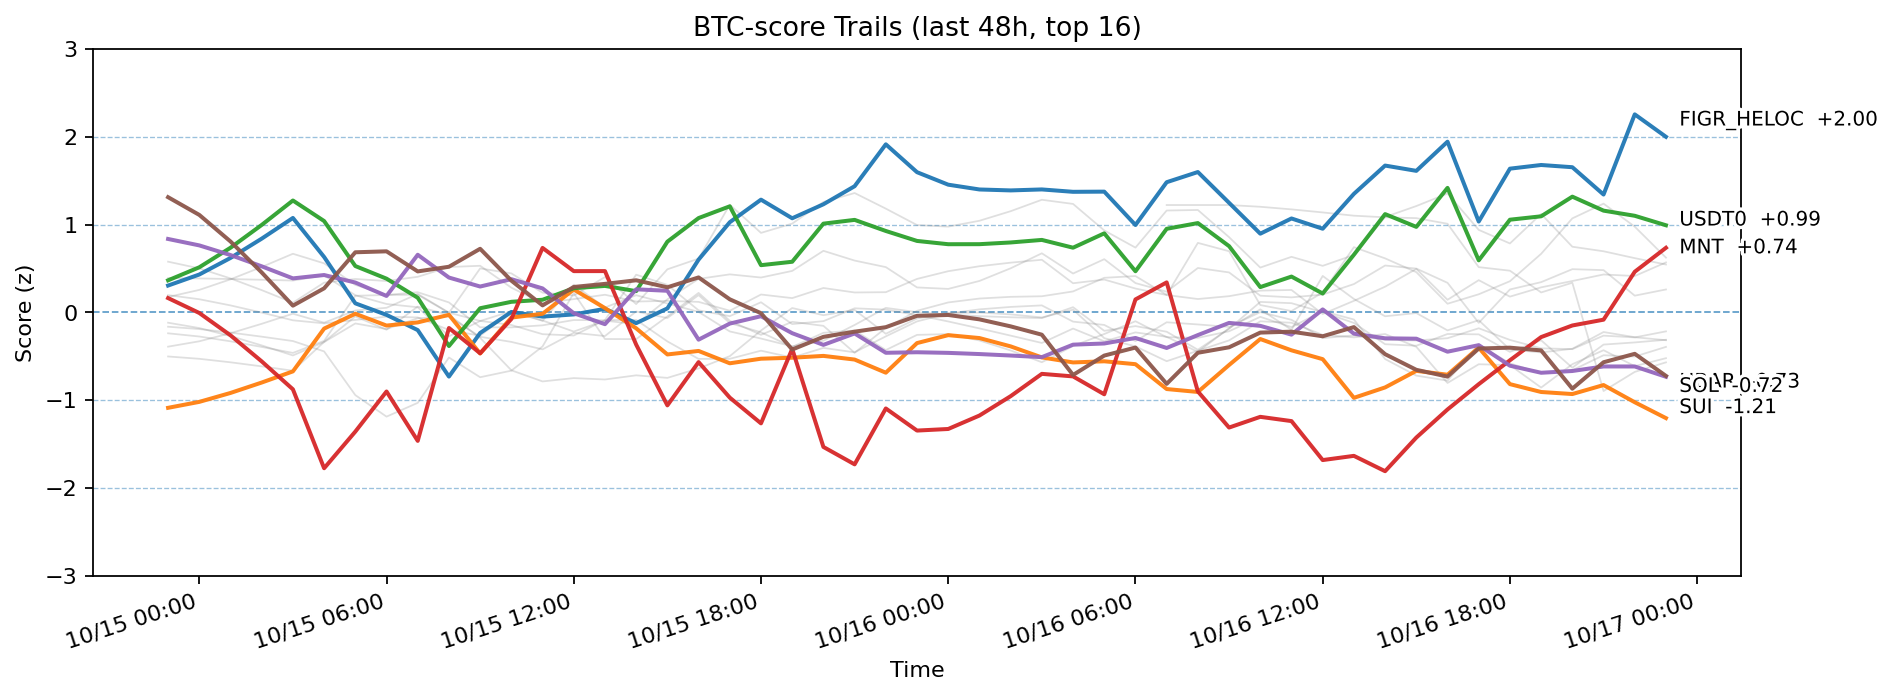 BTC-score Trails (last 48h, top 16)
Score (z)
3
2
1
0
−1
−2
−3
FIGR_HELOC +2.00
USDT0 +0.99
MNT +0.74
SOL -0.72
SUI -1.21
10/15 00:00
10/15 06:00
10/15 12:00
10/15 18:00
10/16 00:00
10/16 06:00
10/16 12:00
10/16 18:00
10/17 00:00
Time